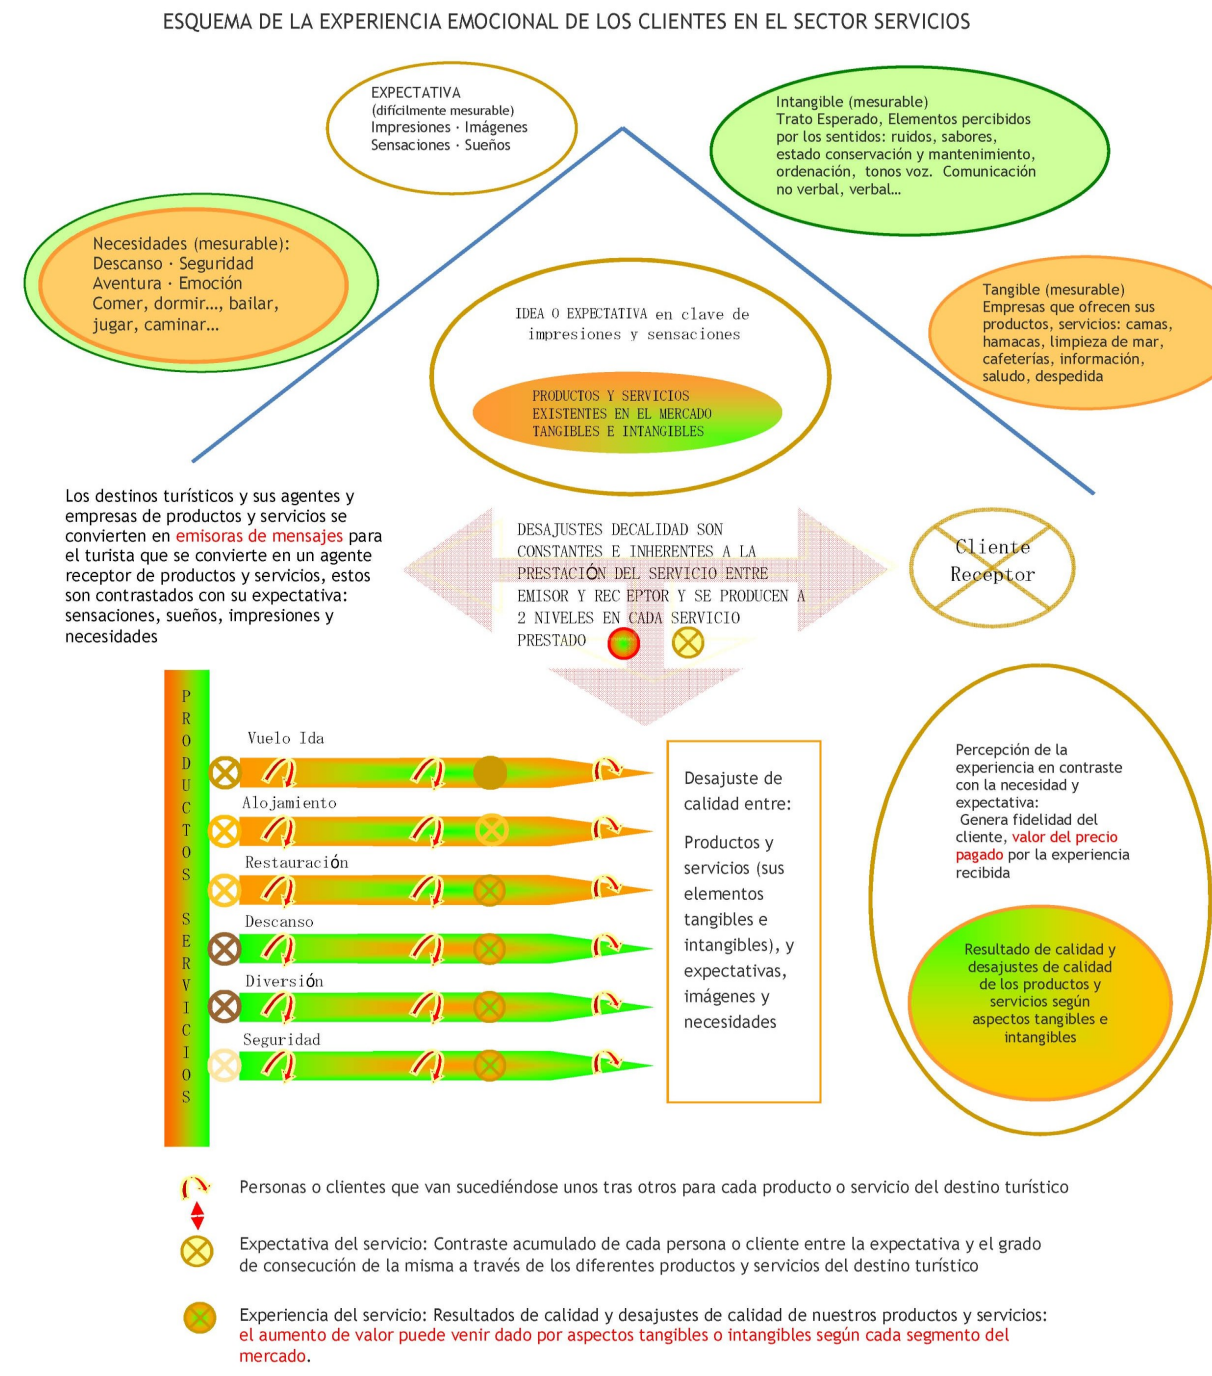 ESQUEMA DE LA EXPERIENCIA EMOCIONAL DE LOS CLIENTES EN EL SECTOR SERVICIOS
EXPECTATIVA
(difícilmente mesurable)
Impresiones · Imágenes
Sensaciones · Sueños
Intangible (mesurable)
Trato Esperado, Elementos percibidos
por los sentidos: ruidos, sabores,
estado conservación y mantenimiento,
ordenación, tonos voz. Comunicación
no verbal, verbal…
Necesidades (mesurable):
Descanso · Seguridad
Aventura · Emoción
Comer, dormir…, bailar,
jugar, caminar…
Tangible (mesurable)
Empresas que ofrecen sus
productos, servicios: camas,
hamacas, limpieza de mar,
cafeterías, información,
saludo, despedida
IDEA O EXPECTATIVA en clave de
impresiones y sensaciones
PRODUCTOS Y SERVICIOS
EXISTENTES EN EL MERCADO
TANGIBLES E INTANGIBLES
Los destinos turísticos y sus agentes y
empresas de productos y servicios se
convierten en emisoras de mensajes para
el turista que se convierte en un agente
receptor de productos y servicios, estos
son contrastados con su expectativa:
sensaciones, sueños, impresiones y
necesidades
DESAJUSTES DECALIDAD SON
CONSTANTES E INHERENTES A LA
PRESTACIÓN DEL SERVICIO ENTRE
EMISOR Y REC EPTOR Y SE PRODUCEN A
2 NIVELES EN CADA SERVICIO
PRESTADO
Cliente
Receptor
PRODUCTOS SERVICIOS
Vuelo Ida
Alojamiento
Restauración
Descanso
Diversión
Seguridad
Desajuste de
calidad entre:
Productos y
servicios (sus
elementos
tangibles e
intangibles), y
expectativas,
imágenes y
necesidades
Percepción de la
experiencia en contraste
con la necesidad y
expectativa:
Genera fidelidad del
cliente, valor del precio
pagado por la experiencia
recibida
Resultado de calidad y
desajustes de calidad
de los productos y
servicios según
aspectos tangibles e
intangibles
Personas o clientes que van sucediéndose unos tras otros para cada producto o servicio del destino turístico
Expectativa del servicio: Contraste acumulado de cada persona o cliente entre la expectativa y el grado
de consecución de la misma a través de los diferentes productos y servicios del destino turístico
Experiencia del servicio: Resultados de calidad y desajustes de calidad de nuestros productos y servicios:
el aumento de valor puede venir dado por aspectos tangibles o intangibles según cada segmento del
mercado.